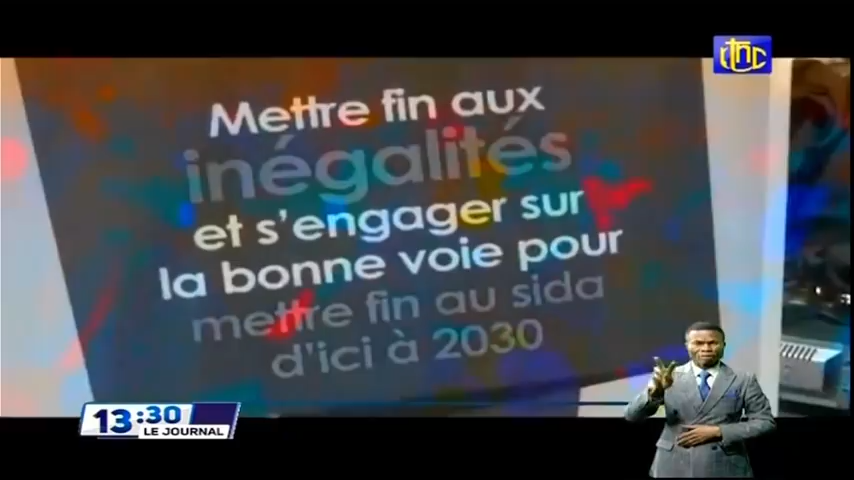 rtnc
Mettre fin aux
inégalités
et s'engager sur
la bonne voie pour
mettre fin au sida
d'ici à 2030
13:30
LE JOURNAL